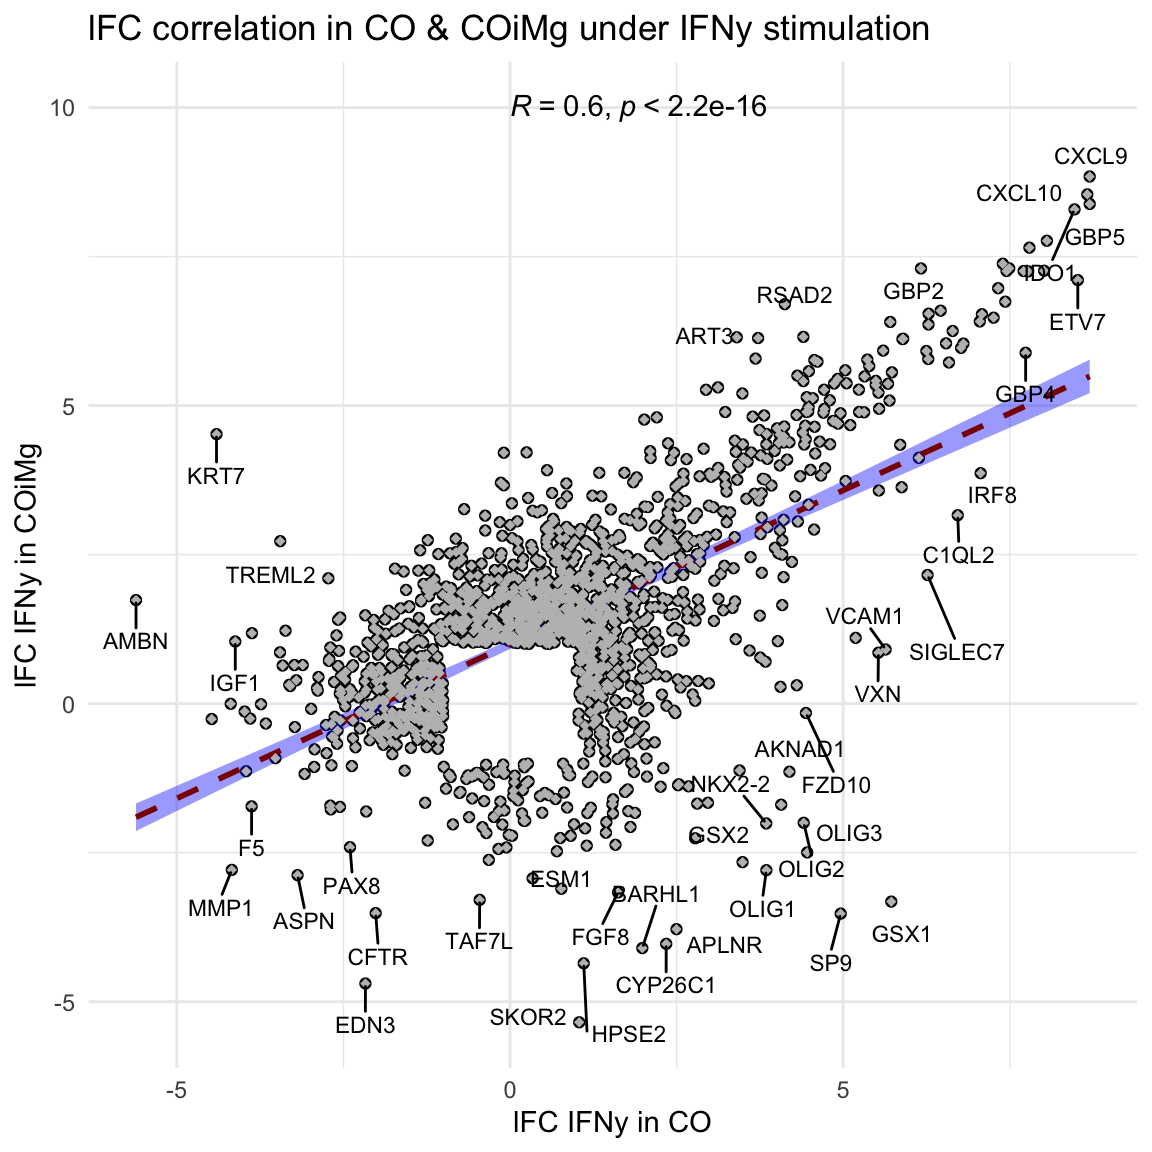 lFC correlation in CO & COiMg under IFNy stimulation
10
R = 0.6, p < 2.2e-16
CXCL9
CXCL10
GBP5
IDO1
RSAD2
GBP2
ART3
ETV7
5
GBP4
KRT7
IRF8
TREML2
C1QL2
VCAM1
AMBN
SIGLEC7
IGF1
VXN
0
AKNAD1
NKX2-2
FZD10
F5
GSX2
OLIG3
OLIG2
PAX8
ESM1
BARHL1
MMP1
ASPN
OLIG1
TAF7L
FGF8
GSX1
APLNR
CFTR
SP9
CYP26C1
-5
SKOR2
EDN3
HPSE2
-5
0
5
lFC IFNy in CO
lFC IFNy in COiMg